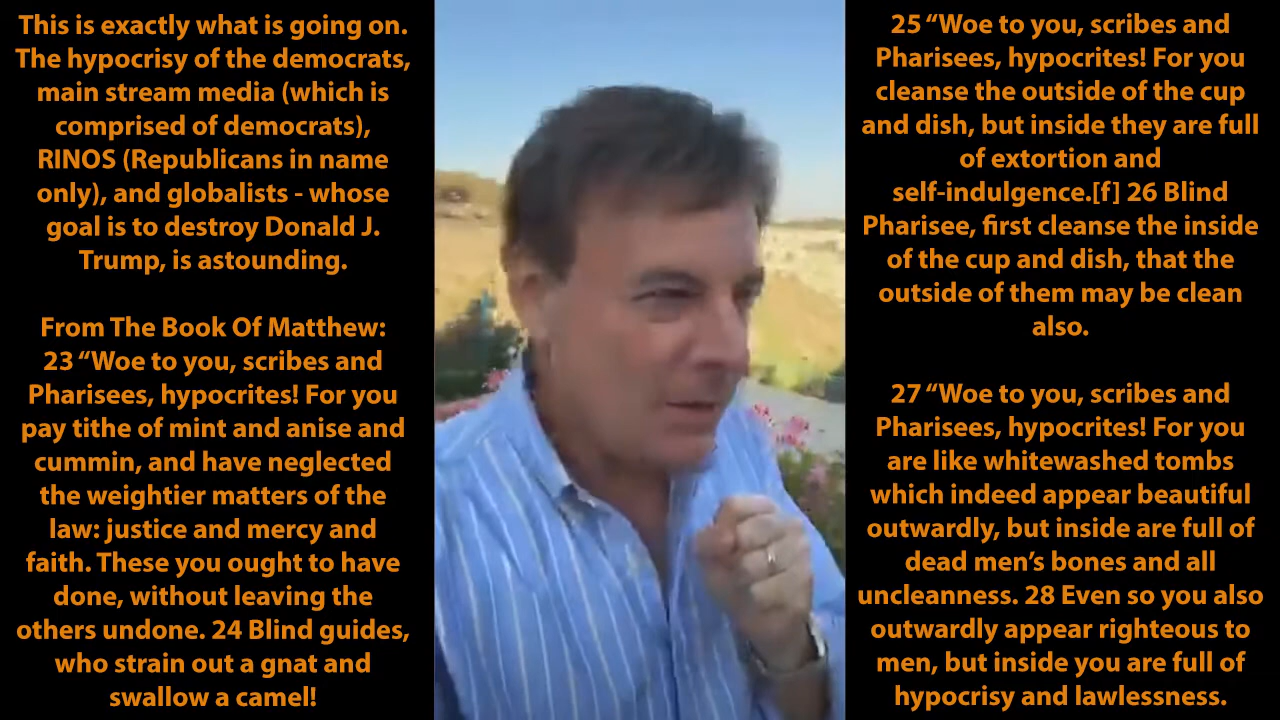 This is exactly what is going on.
The hypocrisy of the democrats,
main stream media (which is
comprised of democrats),
RINOS (Republicans in name
only), and globalists - whose
goal is to destroy Donald J.
Trump, is astounding.
From The Book Of Matthew:
23 “Woe to you, scribes and
Pharisees, hypocrites! For you
pay tithe of mint and anise and
cummin, and have neglected
the weightier matters of the
law: justice and mercy and
faith. These you ought to have
done, without leaving the
others undone. 24 Blind guides,
who strain out a gnat and
swallow a camel!
25 “Woe to you, scribes and
Pharisees, hypocrites! For you
cleanse the outside of the cup
and dish, but inside they are full
of extortion and
self-indulgence.[f] 26 Blind
Pharisee, first cleanse the inside
of the cup and dish, that the
outside of them may be clean
also.
27 “Woe to you, scribes and
Pharisees, hypocrites! For you
are like whitewashed tombs
which indeed appear beautiful
outwardly, but inside are full of
dead men’s bones and all
uncleanness. 28 Even so you also
outwardly appear righteous to
men, but inside you are full of
hypocrisy and lawlessness.